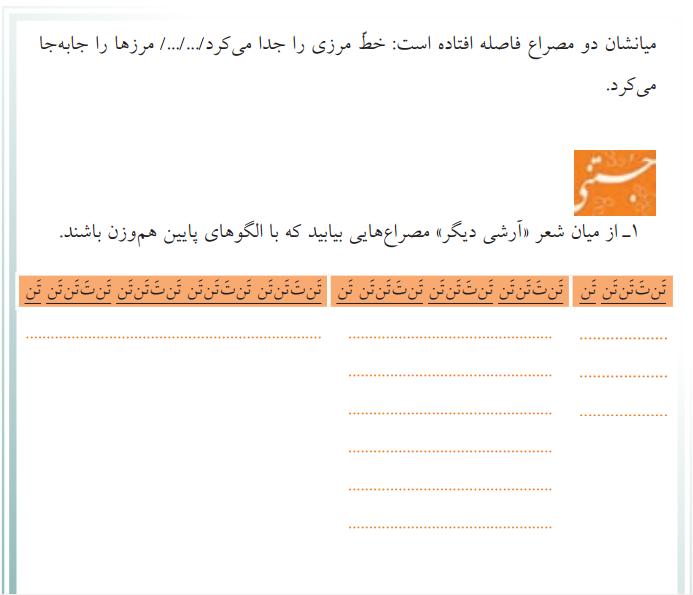 میانشان دو مصراع فاصله افتاده است: خطّ مرزی را جدا می‌کرد/.../.../ مرزها را جابه‌جا
می‌کرد.
جستنی
۱ـ از میان شعر «آرشی دیگر» مصراع‌هایی بیابید که با الگوهای پایین هم‌وزن باشند.
تَن‌تَ‌تَن‌تَن تَن
تَن‌تَ‌تَن‌تَن تَن‌تَ‌تَن‌تَن تَن‌تَ‌تَن‌تَن تَن
تَن‌تَ‌تَن‌تَن تَن‌تَ‌تَن‌تَن تَن‌تَ‌تَن‌تَن تَن‌تَ‌تَن‌تَن تَن